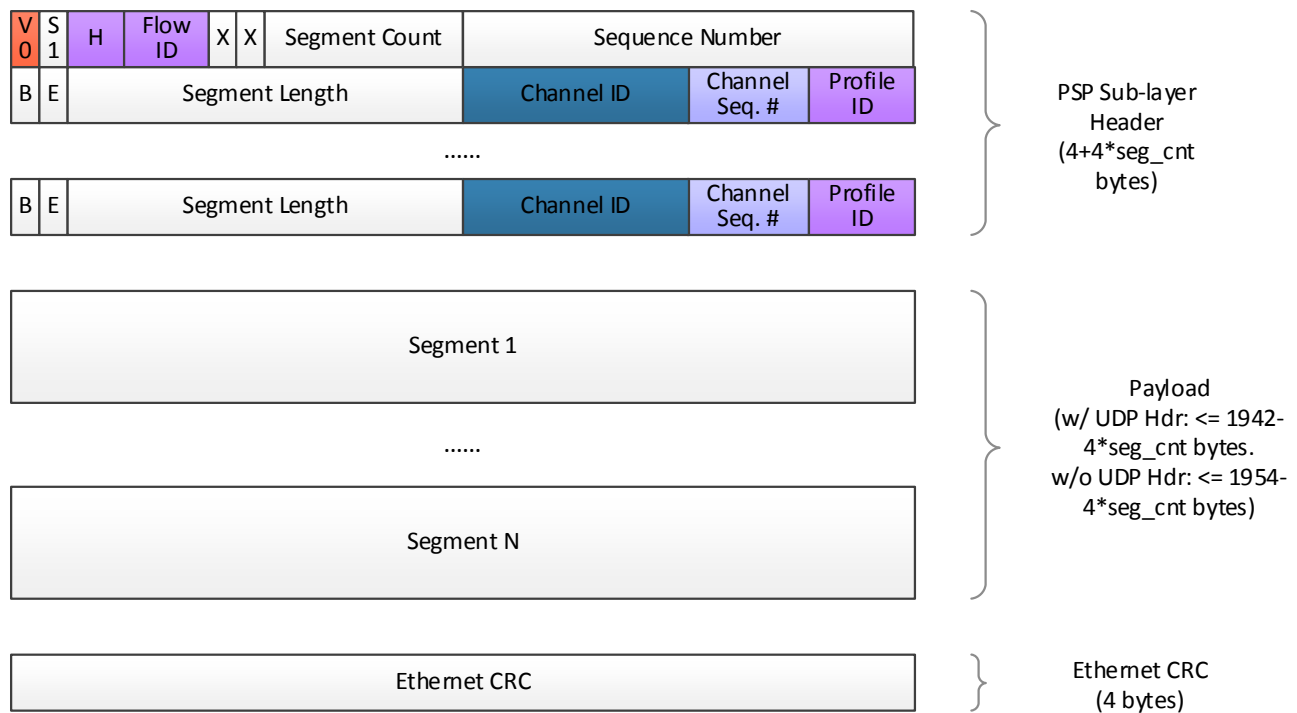 V0 S1 H Flow ID X X Segment Count Sequence Number
B E Segment Length Channel ID Channel Seq. # Profile ID
......
B E Segment Length Channel ID Channel Seq. # Profile ID
PSP Sub-layer
Header
(4+4*seg_cnt
bytes)
Segment 1
......
Segment N
Payload
(w/ UDP Hdr: <= 1942-
4*seg_cnt bytes.
w/o UDP Hdr: <= 1954-
4*seg_cnt bytes)
Ethernet CRC
Ethernet CRC
(4 bytes)